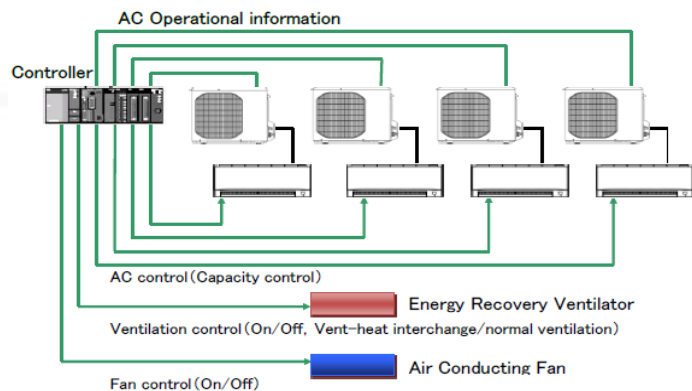 AC Operational information
Controller
AC control(Capacity control)
Energy Recovery Ventilator
Ventilation control(On/Off, Vent-heat interchange/normal ventilation)
Air Conducting Fan
Fan control(On/Off)